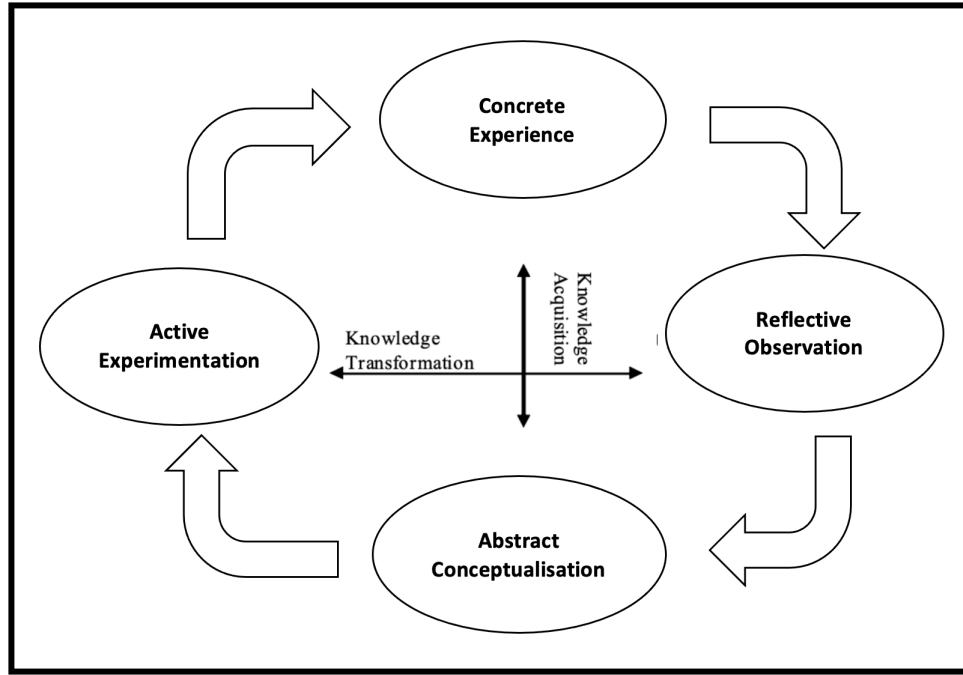 Concrete
Experience
Knowledge
Acquisition
Reflective
Observation
Active
Experimentation
Knowledge
Transformation
Abstract
Conceptualisation